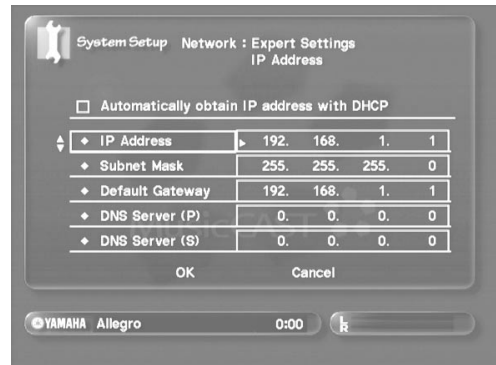 System Setup Network : Expert Settings
IP Address
Automatically obtain IP address with DHCP
IP Address 192. 168. 1. 1
Subnet Mask 255. 255. 255. 0
Default Gateway 192. 168. 1. 1
DNS Server (P) 0. 0. 0. 0
MusicCAST
DNS Server (S) 0. 0. 0. 0
OK Cancel
YAMAHA Allegro 0:00 L
R